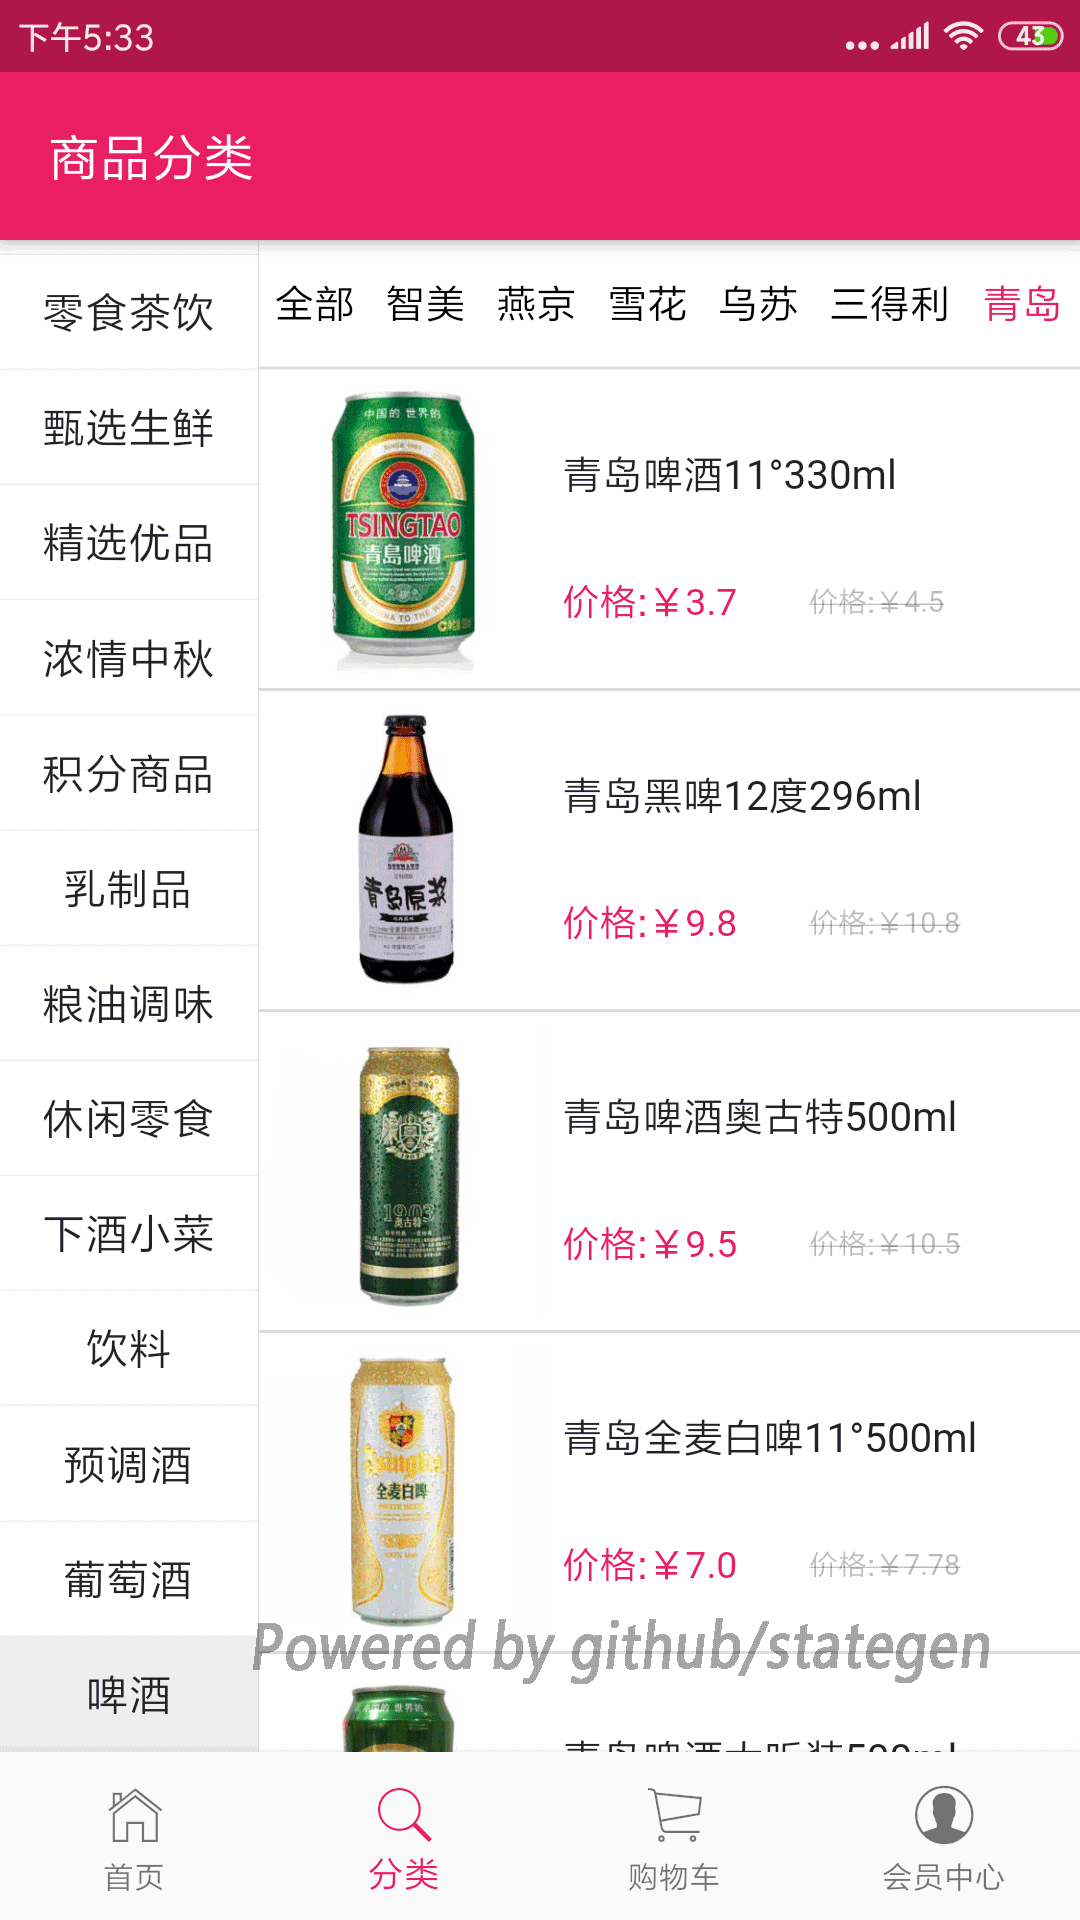 下午5:33
43
商品分类
零食茶饮
甄选生鲜
精选优品
浓情中秋
积分商品
乳制品
粮油调味
休闲零食
下酒小菜
饮料
预调酒
葡萄酒
啤酒
全部 智美 燕京 雪花 乌苏 三得利 青岛
中国的 世界的
TSINGTAO
青島啤酒
青岛啤酒11°330ml
价格:￥3.7 价格:￥4.5
青岛原浆
青岛黑啤12度296ml
价格:￥9.8 价格:￥10.8
1903
奥古特
青岛啤酒奥古特500ml
价格:￥9.5 价格:￥10.5
全麦白啤
青岛全麦白啤11°500ml
价格:￥7.0 价格:￥7.78
Powered by github/stategen
首页
分类
购物车
会员中心